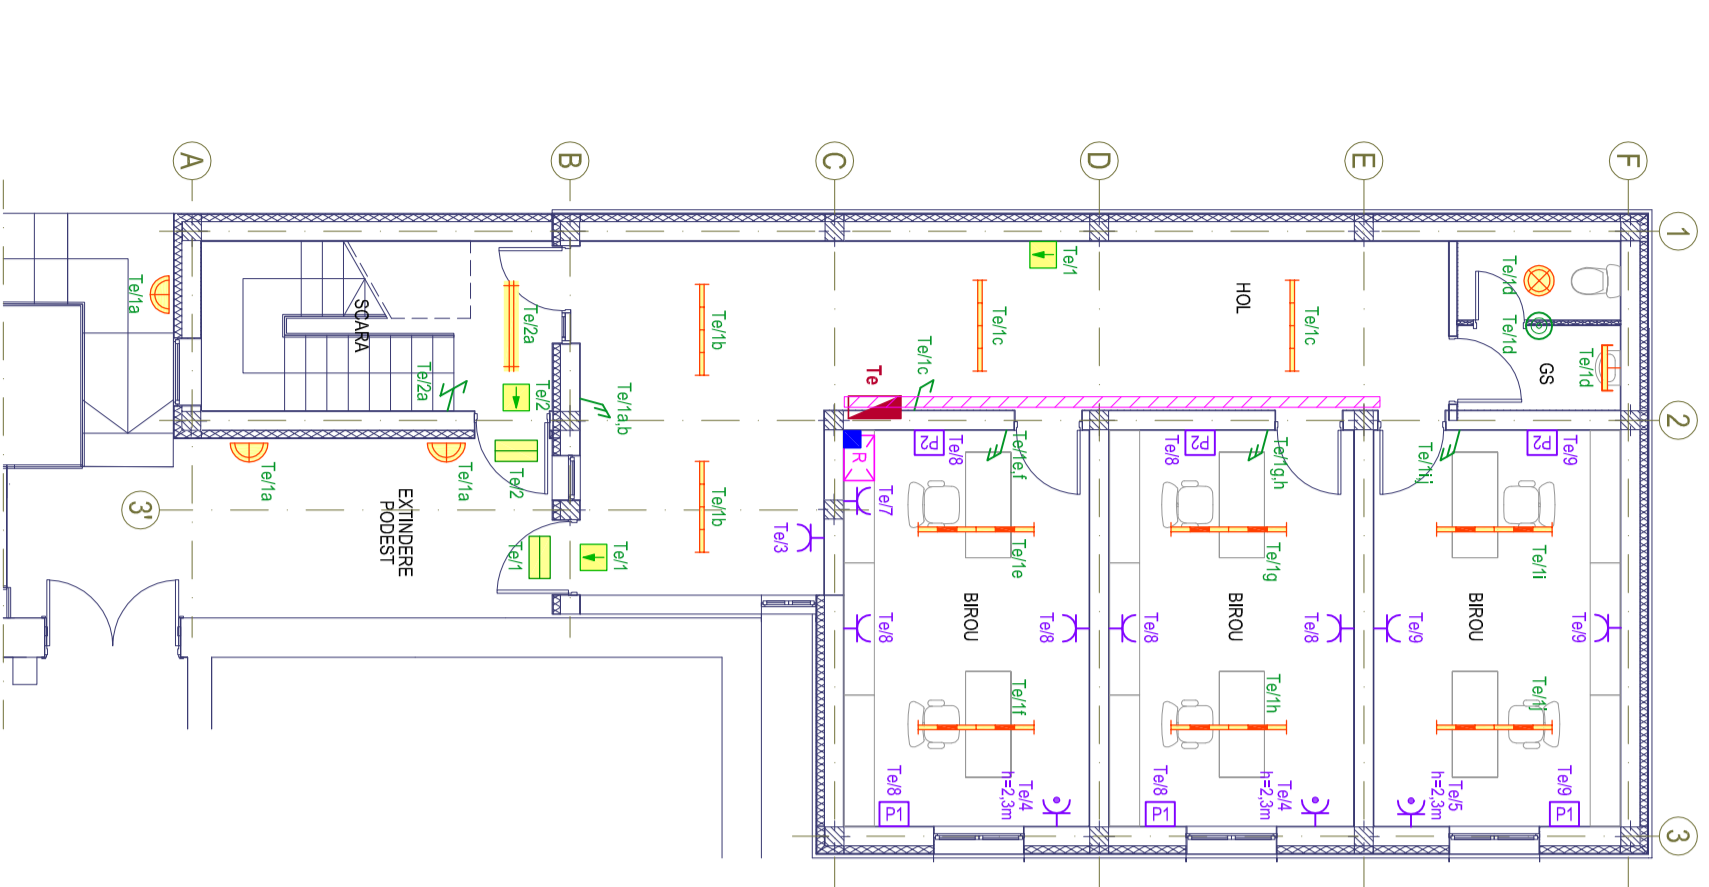 A
B
C
D
E
F
1
2
3
3'
Te/1a
SCARA
Te/2a
Te/2a
Te/2
Te/2
Te/1a
Te/1a
EXTINDERE
PODEST
Te/1
Te/1
Te/1b
Te/1b
Te/1a,b
Te/1
Te/1c
Te/1c
Te/1c
HOL
Te
Te/1d
Te/1d
Te/1d
GS
R
Te/7
Te/3
P2
Te/8
Te/1e,f
Te/1e
BIROU
Te/8
Te/8
Te/1f
Te/8
P1
Te/4
h=2,3m
P2
Te/8
Te/1g,h
Te/1g
BIROU
Te/8
Te/8
Te/1h
Te/8
P1
Te/4
h=2,3m
P2
Te/9
Te/1i,j
Te/1i
BIROU
Te/9
Te/9
Te/1j
Te/5
h=2,3m
Te/9
P1